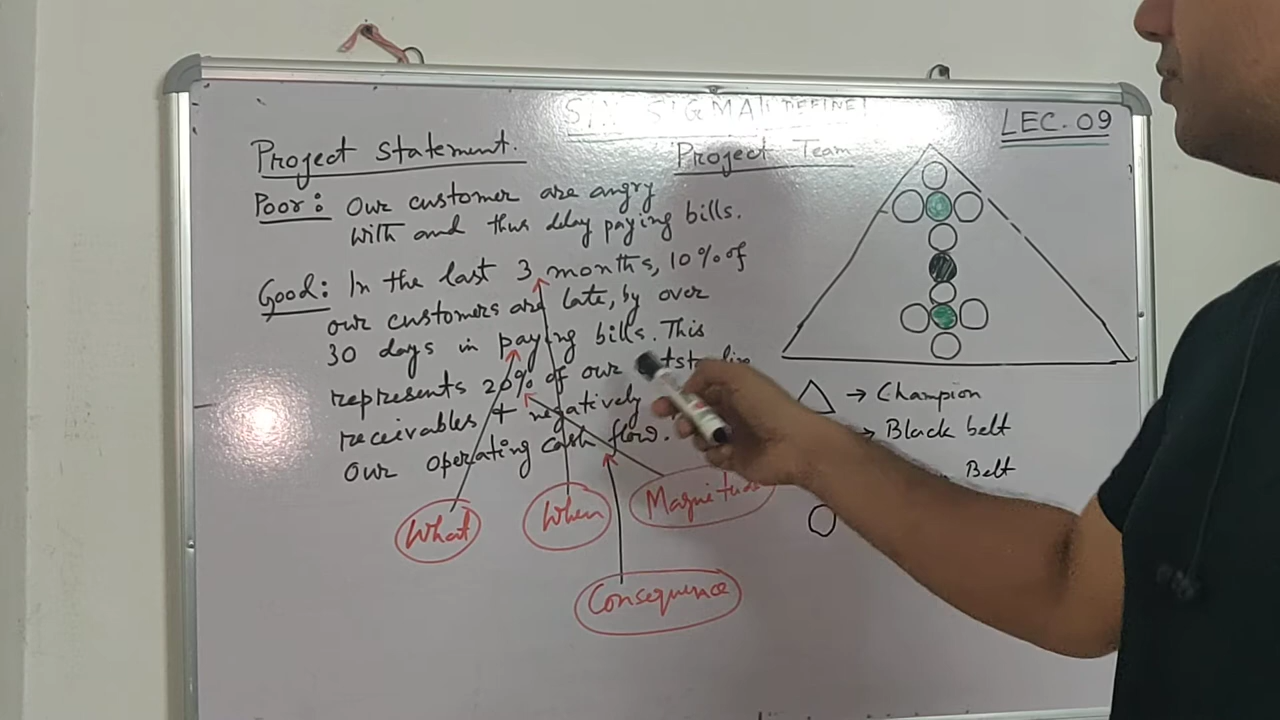 SIX SIGMA (DEFINE)
LEC. 09
Project Statement.
Project Team
Poor: Our customer are angry
with and thus delay paying bills.
Good: In the last 3 months, 10% of
our customers are late, by over
30 days in paying bills. This
represents 20% of our
receivables + negatively
our operating cash flow.
What
When
Magnitude
Consequence
→ Champion
→ Black belt
Belt